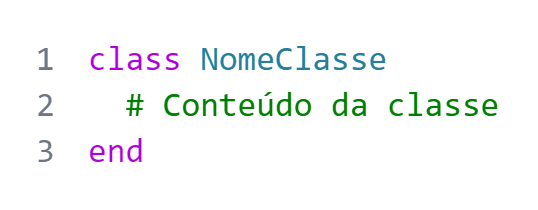 1 class NomeClasse
2   # Conteúdo da classe
3 end